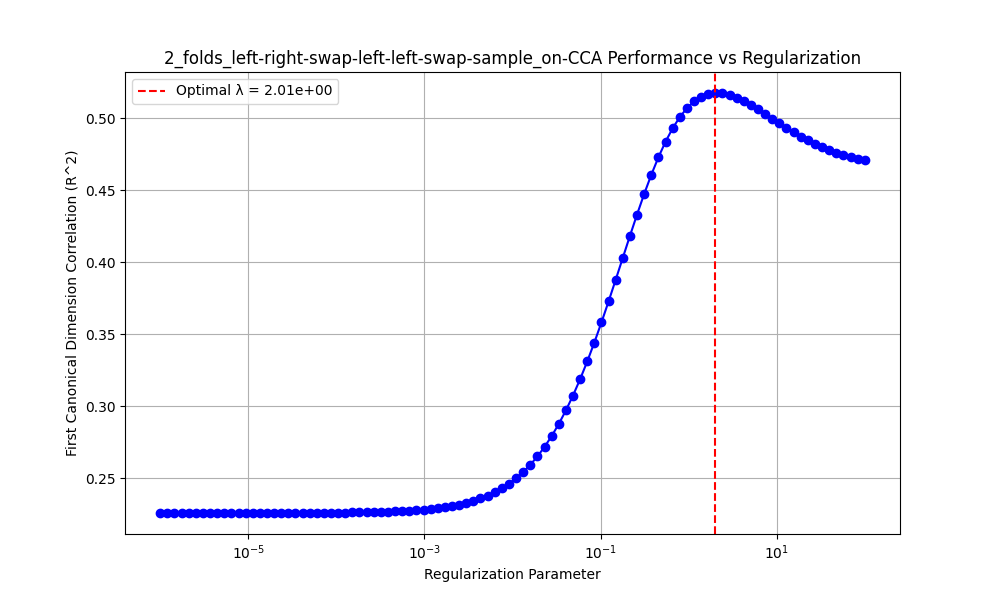 2_folds_left-right-swap-left-left-swap-sample_on-CCA Performance vs Regularization
Optimal λ = 2.01e+00
First Canonical Dimension Correlation (R^2)
0.50
0.45
0.40
0.35
0.30
0.25
10^-5
10^-3
10^-1
10^1
Regularization Parameter